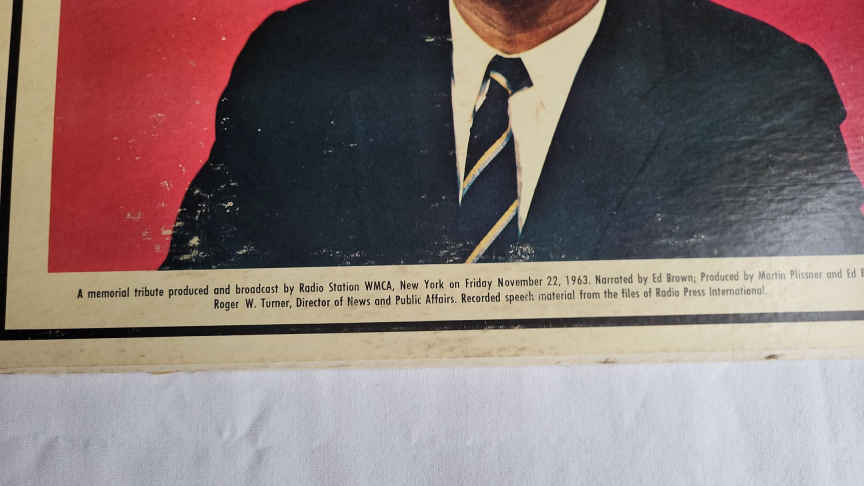 A memorial tribute produced and broadcast by Radio Station WMCA, New York on Friday November 22, 1963. Narrated by Ed Brown; Produced by Martin Plissner and Ed
Roger W. Turner, Director of News and Public Affairs. Recorded speech material from the files of Radio Press International.